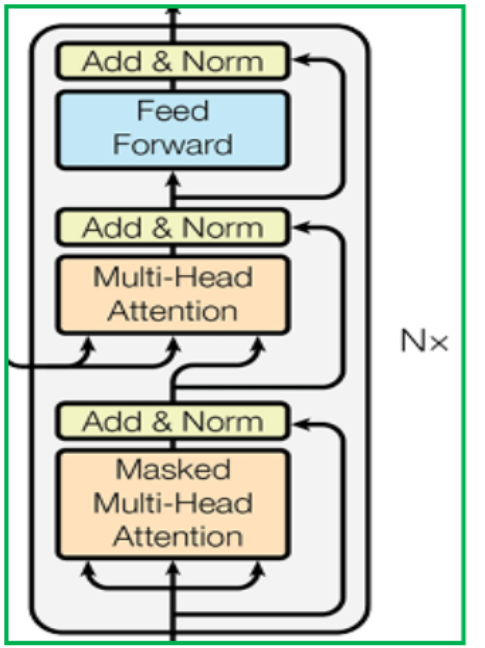 Add & Norm
Feed
Forward
Add & Norm
Multi-Head
Attention
Nx
Add & Norm
Masked
Multi-Head
Attention